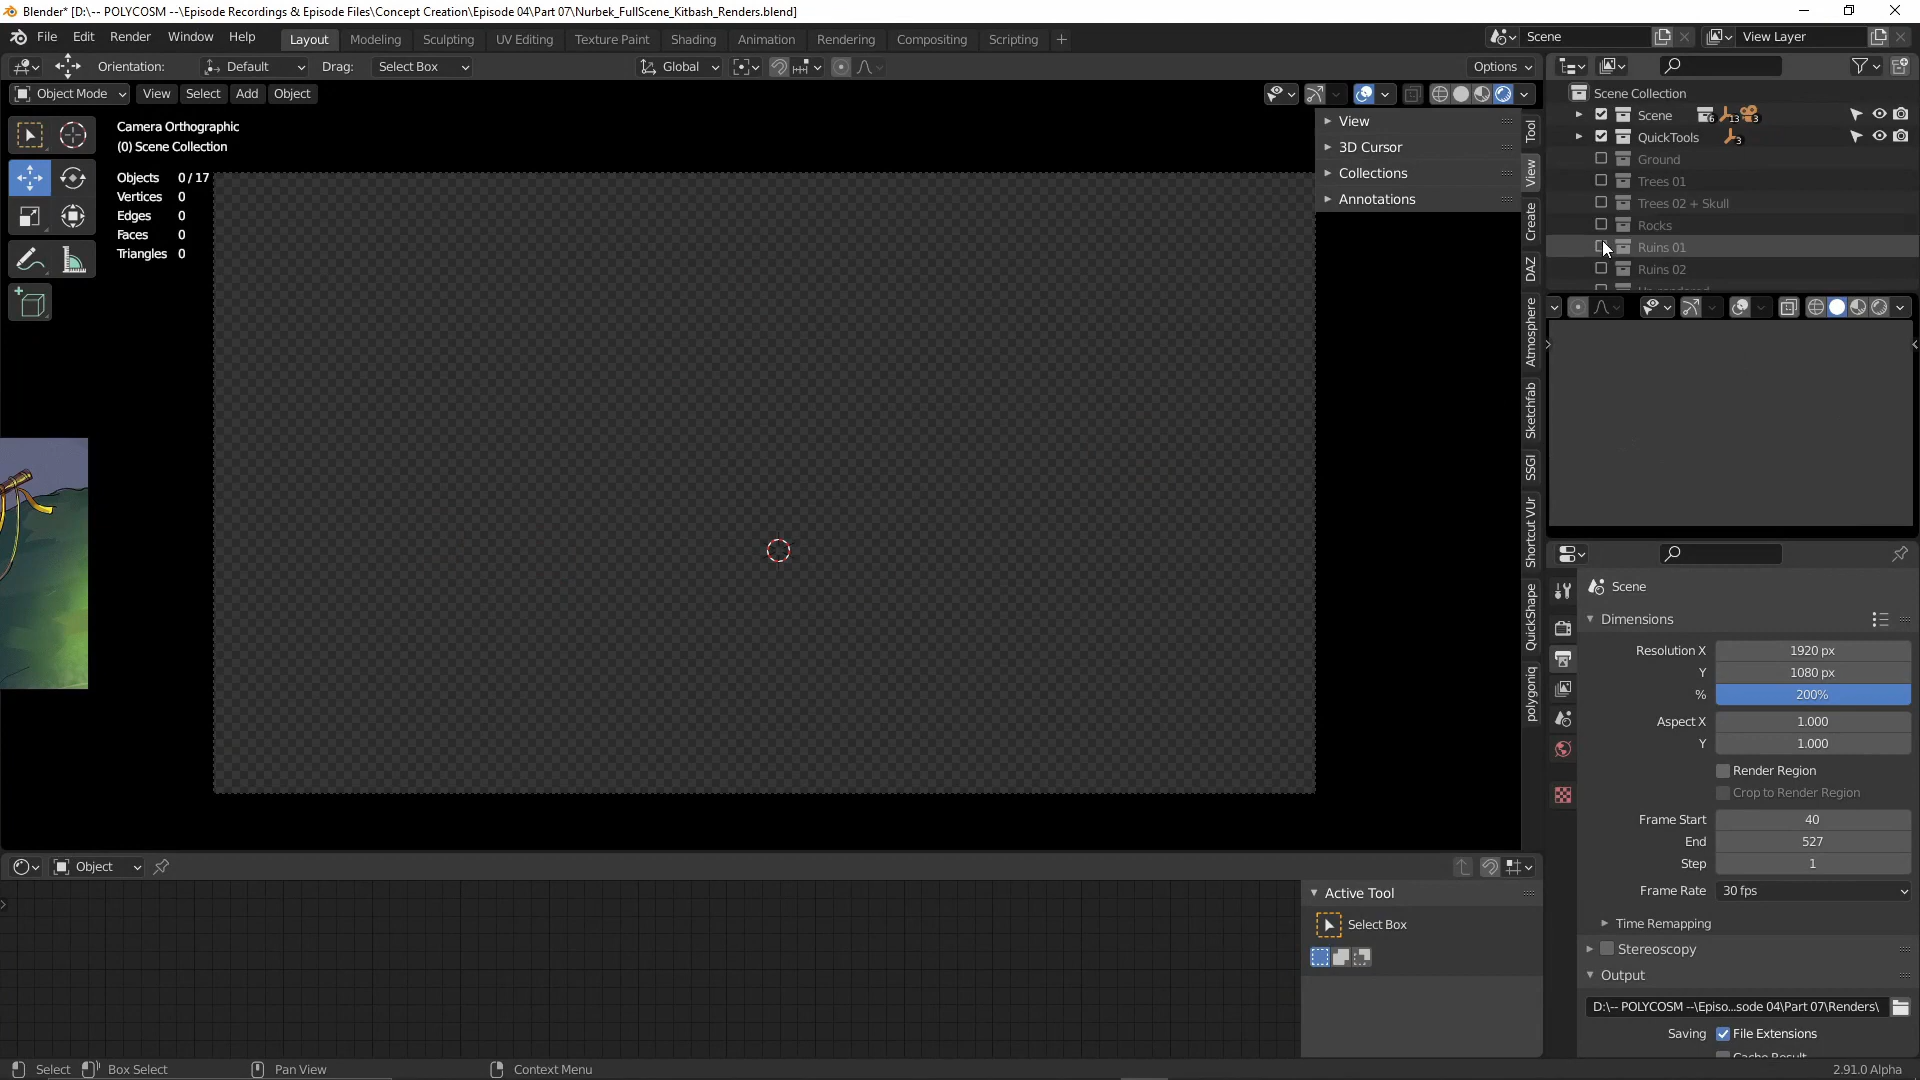 Blender* [D:\-- POLYCOSM --\Episode Recordings & Episode Files\Concept Creation\Episode 04\Part 07\Nurbek_FullScene_Kitbash_Renders.blend]
File Edit Render Window Help Layout Modeling Sculpting UV Editing Texture Paint Shading Animation Rendering Compositing Scripting Scene View Layer
Orientation: Default Drag: Select Box Global Options
Object Mode View Select Add Object
Camera Orthographic
(0) Scene Collection
Objects 0 / 17
Vertices 0
Edges 0
Faces 0
Triangles 0
View
3D Cursor
Collections
Annotations
Tool
View
Create
DAZ
Atmosphere
Sketchfab
SSGI
Shortcut VUr
QuickShape
polygoniq
Scene Collection
Scene 6 13 3
QuickTools 3
Ground
Trees 01
Trees 02 + Skull
Rocks
Ruins 01
Ruins 02
Scene
Dimensions
Resolution X 1920 px
Y 1080 px
% 200%
Aspect X 1.000
Y 1.000
Render Region
Crop to Render Region
Frame Start 40
End 527
Step 1
Frame Rate 30 fps
Time Remapping
Stereoscopy
Output
D:\-- POLYCOSM --\Episo...sode 04\Part 07\Renders\
Saving File Extensions
Cache Result
Object
Active Tool
Select Box
Select Box Select Pan View Context Menu 2.91.0 Alpha